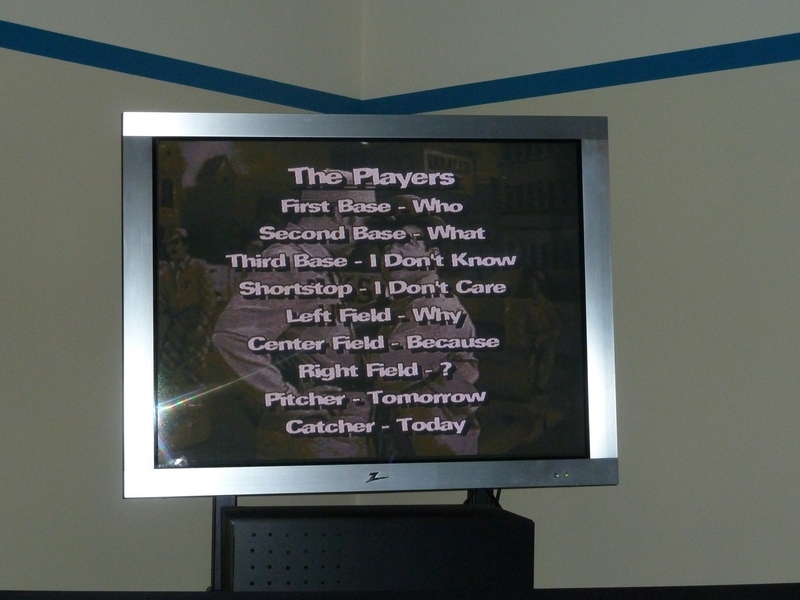 The Players
First Base - Who
Second Base - What
Third Base - I Don't Know
Shortstop - I Don't Care
Left Field - Why
Center Field - Because
Right Field - ?
Pitcher - Tomorrow
Catcher - Today